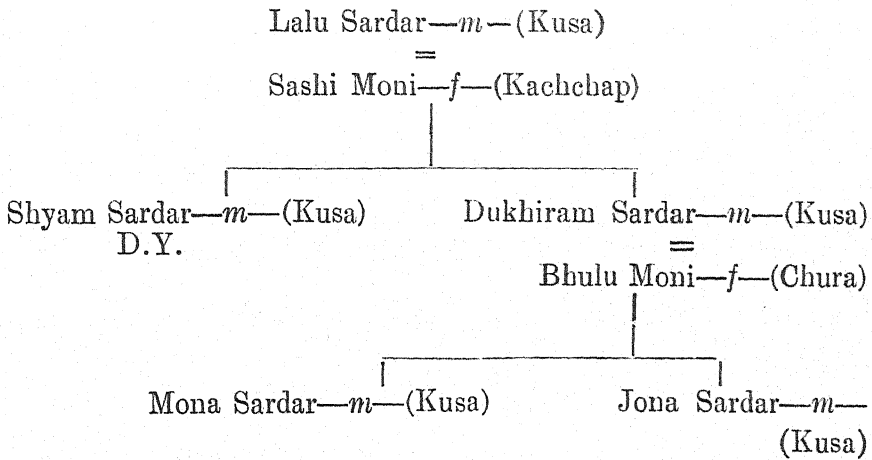 Lalu Sardar—m—(Kusa)
=
Sashi Moni—f—(Kachchap)
Shyam Sardar—m—(Kusa) Dukhiram Sardar—m—(Kusa)
D.Y. =
Bhulu Moni—f—(Chura)
Mona Sardar—m—(Kusa) Jona Sardar—m—
(Kusa)